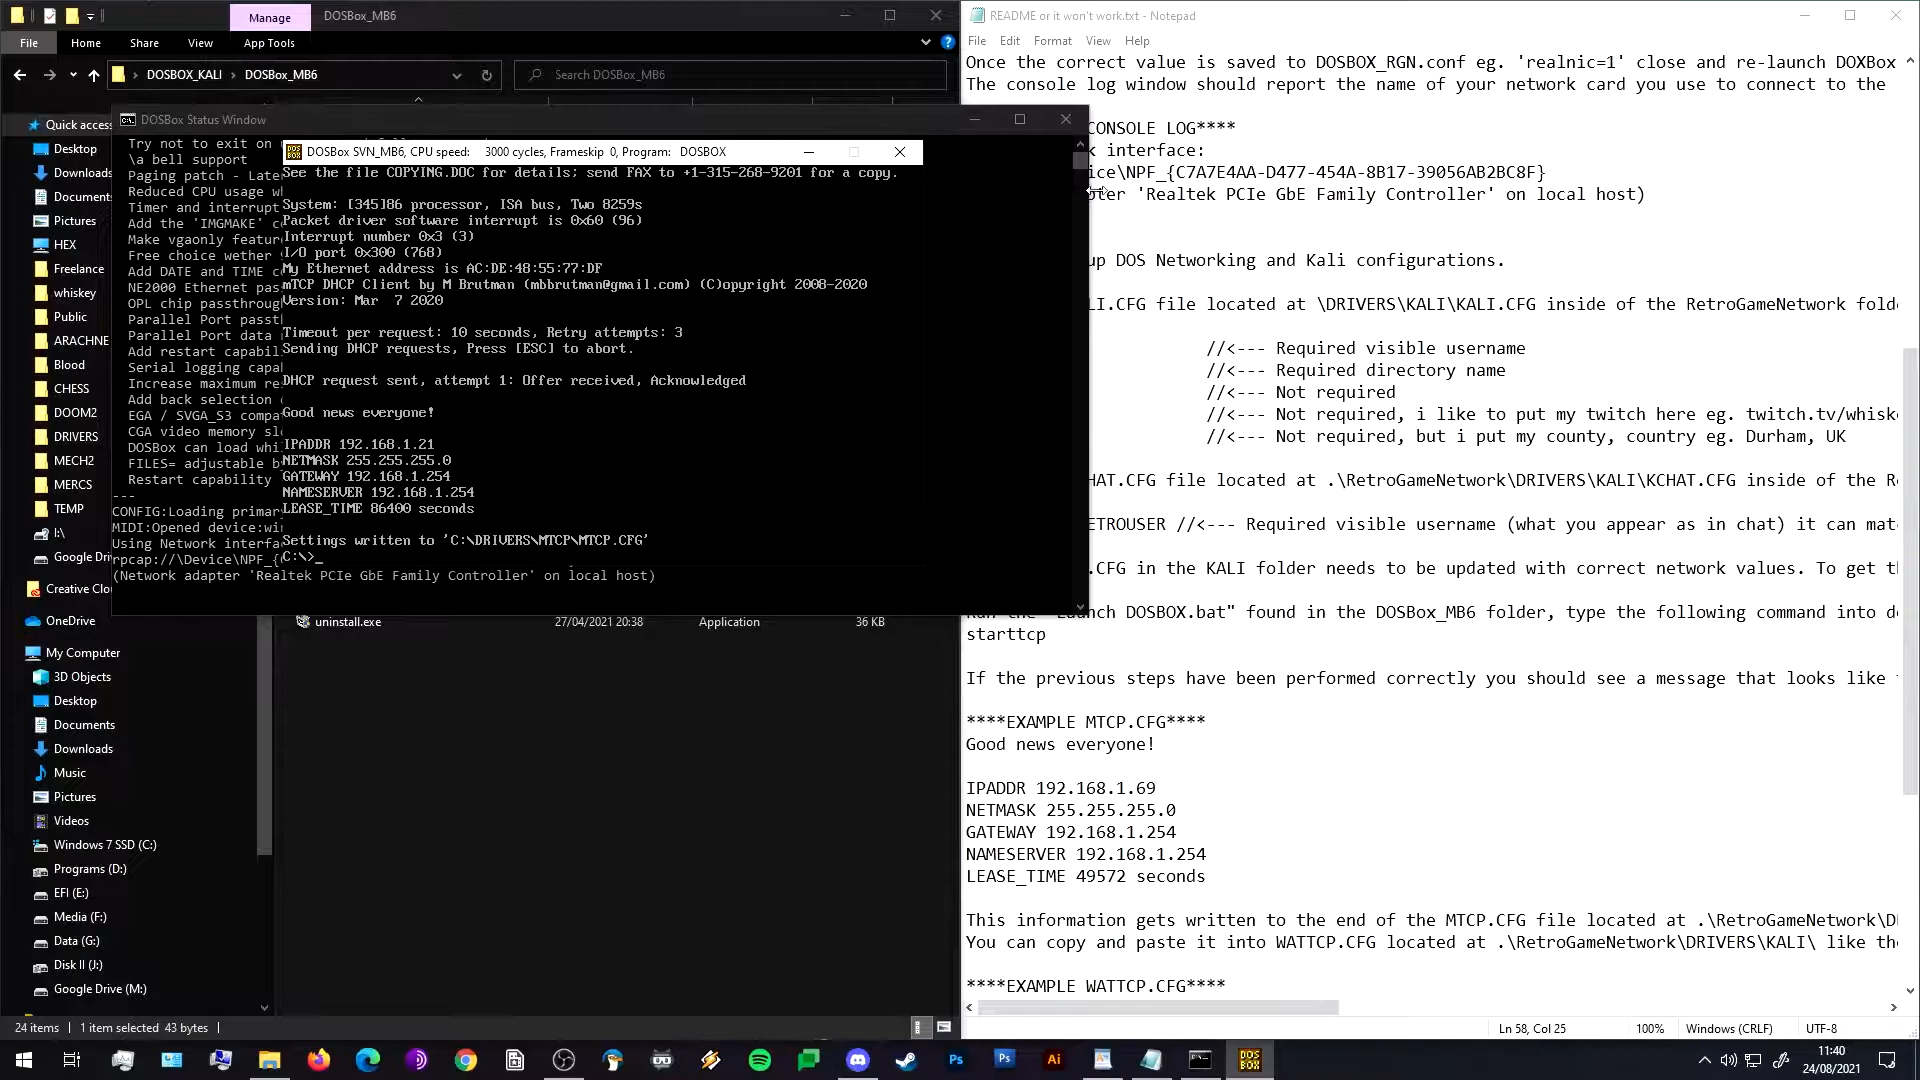 Manage
DOSBox_MB6
File
Home
Share
View
App Tools
DOSBOX_KALI
DOSBox_MB6
Search DOSBox_MB6
Quick access
Desktop
Downloads
Documents
Pictures
HEX
Freelance
whiskey
Public
ARACHNE
Blood
CHESS
DOOM2
DRIVERS
MECH2
MERCS
TEMP
I:\
Google Dri
Creative Clo
OneDrive
My Computer
3D Objects
Desktop
Documents
Downloads
Music
Pictures
Videos
Windows 7 SSD (C:)
Programs (D:)
EFI (E:)
Media (F:)
Data (G:)
Disk II (J:)
Google Drive (M:)
uninstall.exe
27/04/2021 20:38
Application
36 KB
24 items
1 item selected 43 bytes
DOSBox Status Window
Try not to exit on
\a bell support
Paging patch - Late
Reduced CPU usage w
Timer and interrupt
Add the 'IMGMAKE' c
Make vgaonly featur
Free choice wether
Add DATE and TIME c
NE2000 Ethernet pas
OPL chip passthroug
Parallel Port passt
Parallel Port data
Add restart capabil
Serial logging capa
Increase maximum re
Add back selection
EGA / SVGA_S3 compa
CGA video memory sl
DOSBox can load whi
FILES= adjustable b
Restart capability
---
CONFIG:Loading primar
MIDI:Opened device:wi
Using Network interfa
rpcap://\Device\NPF_{
(Network adapter 'Realtek PCIe GbE Family Controller' on local host)
DOSBox SVN_MB6, CPU speed: 3000 cycles, Frameskip 0, Program: DOSBOX
See the file COPYING.DOC for details; send FAX to +1-315-268-9201 for a copy.
System: [345]86 processor, ISA bus, Two 8259s
Packet driver software interrupt is 0x60 (96)
Interrupt number 0x3 (3)
I/O port 0x300 (768)
My Ethernet address is AC:DE:48:55:77:DF
mTCP DHCP Client by M Brutman (mbbrutman@gmail.com) (C)opyright 2008-2020
Version: Mar 7 2020
Timeout per request: 10 seconds, Retry attempts: 3
Sending DHCP requests, Press [ESC] to abort.
DHCP request sent, attempt 1: Offer received, Acknowledged
Good news everyone!
IPADDR 192.168.1.21
NETMASK 255.255.255.0
GATEWAY 192.168.1.254
NAMESERVER 192.168.1.254
LEASE_TIME 86400 seconds
Settings written to 'C:\DRIVERS\MTCP\MTCP.CFG'
C:\>_
README or it won't work.txt - Notepad
File Edit Format View Help
Once the correct value is saved to DOSBOX_RGN.conf eg. 'realnic=1' close and re-launch DOXBox
The console log window should report the name of your network card you use to connect to the
CONSOLE LOG****
k interface:
ice\NPF_{C7A7E4AA-D477-454A-8B17-39056AB2BC8F}
pter 'Realtek PCIe GbE Family Controller' on local host)
up DOS Networking and Kali configurations.
LI.CFG file located at \DRIVERS\KALI\KALI.CFG inside of the RetroGameNetwork folde
//<--- Required visible username
//<--- Required directory name
//<--- Not required
//<--- Not required, i like to put my twitch here eg. twitch.tv/whiske
//<--- Not required, but i put my county, country eg. Durham, UK
HAT.CFG file located at .\RetroGameNetwork\DRIVERS\KALI\KCHAT.CFG inside of the Re
ETROUSER //<--- Required visible username (what you appear as in chat) it can mat
.CFG in the KALI folder needs to be updated with correct network values. To get th
Run the "Launch DOSBOX.bat" found in the DOSBox_MB6 folder, type the following command into do
starttcp
If the previous steps have been performed correctly you should see a message that looks like
****EXAMPLE MTCP.CFG****
Good news everyone!
IPADDR 192.168.1.69
NETMASK 255.255.255.0
GATEWAY 192.168.1.254
NAMESERVER 192.168.1.254
LEASE_TIME 49572 seconds
This information gets written to the end of the MTCP.CFG file located at .\RetroGameNetwork\D
You can copy and paste it into WATTCP.CFG located at .\RetroGameNetwork\DRIVERS\KALI\ like the
****EXAMPLE WATTCP.CFG****
Ln 58, Col 25
100%
Windows (CRLF)
UTF-8
Ps
Ps
Ai
DOS BOX
11:40
24/08/2021